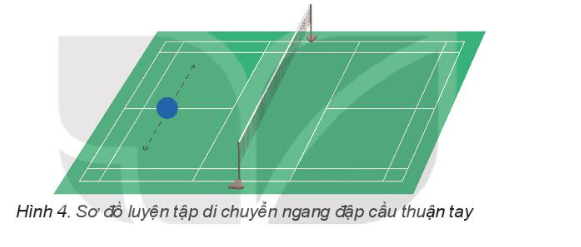 Hình 4. Sơ đồ luyện tập di chuyển ngang đập cầu thuận tay